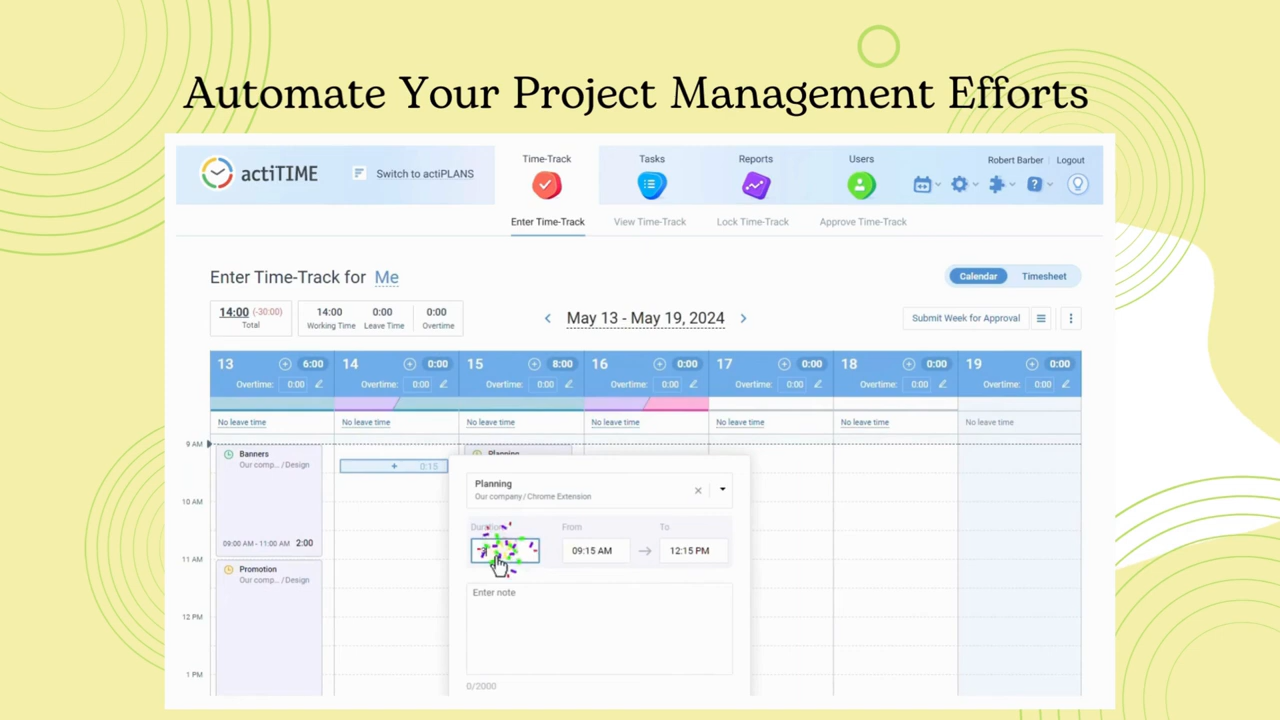 Automate Your Project Management Efforts
actiTIME
Switch to actiPLANS
Time-Track
Tasks
Reports
Users
Robert Barber
Logout
Enter Time-Track
View Time-Track
Lock Time-Track
Approve Time-Track
Enter Time-Track for Me
Calendar
Timesheet
14:00 (-30:00)
Total
14:00
Working Time
0:00
Leave Time
0:00
Overtime
May 13 - May 19, 2024
Submit Week for Approval
13 6:00
Overtime: 0:00
14 0:00
Overtime: 0:00
15 8:00
Overtime: 0:00
16 0:00
Overtime: 0:00
17 0:00
Overtime: 0:00
18 0:00
Overtime: 0:00
19 0:00
Overtime: 0:00
No leave time
No leave time
No leave time
No leave time
No leave time
No leave time
No leave time
9 AM
10 AM
11 AM
12 PM
1 PM
Banners
Our comp... / Design
09:00 AM - 11:00 AM 2:00
Promotion
Our comp... / Design
+ 0:15
Planning
Planning
Our company / Chrome Extension
Duration
From
To
09:15 AM
12:15 PM
Enter note
0/2000